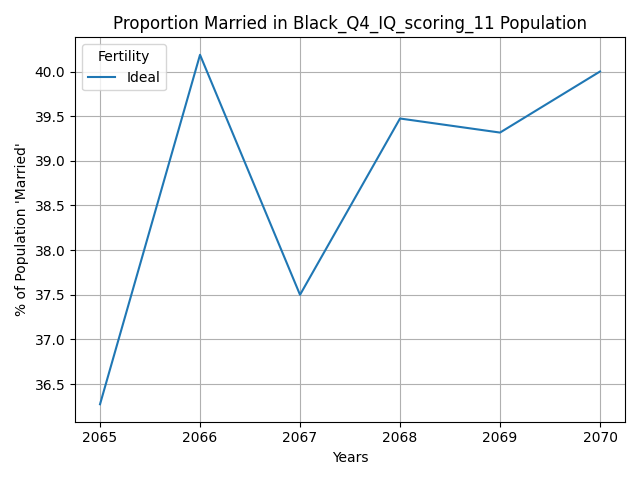 Proportion Married in Black_Q4_IQ_scoring_11 Population
Fertility
Ideal
% of Population 'Married'
40.0
39.5
39.0
38.5
38.0
37.5
37.0
36.5
2065 2066 2067 2068 2069 2070
Years